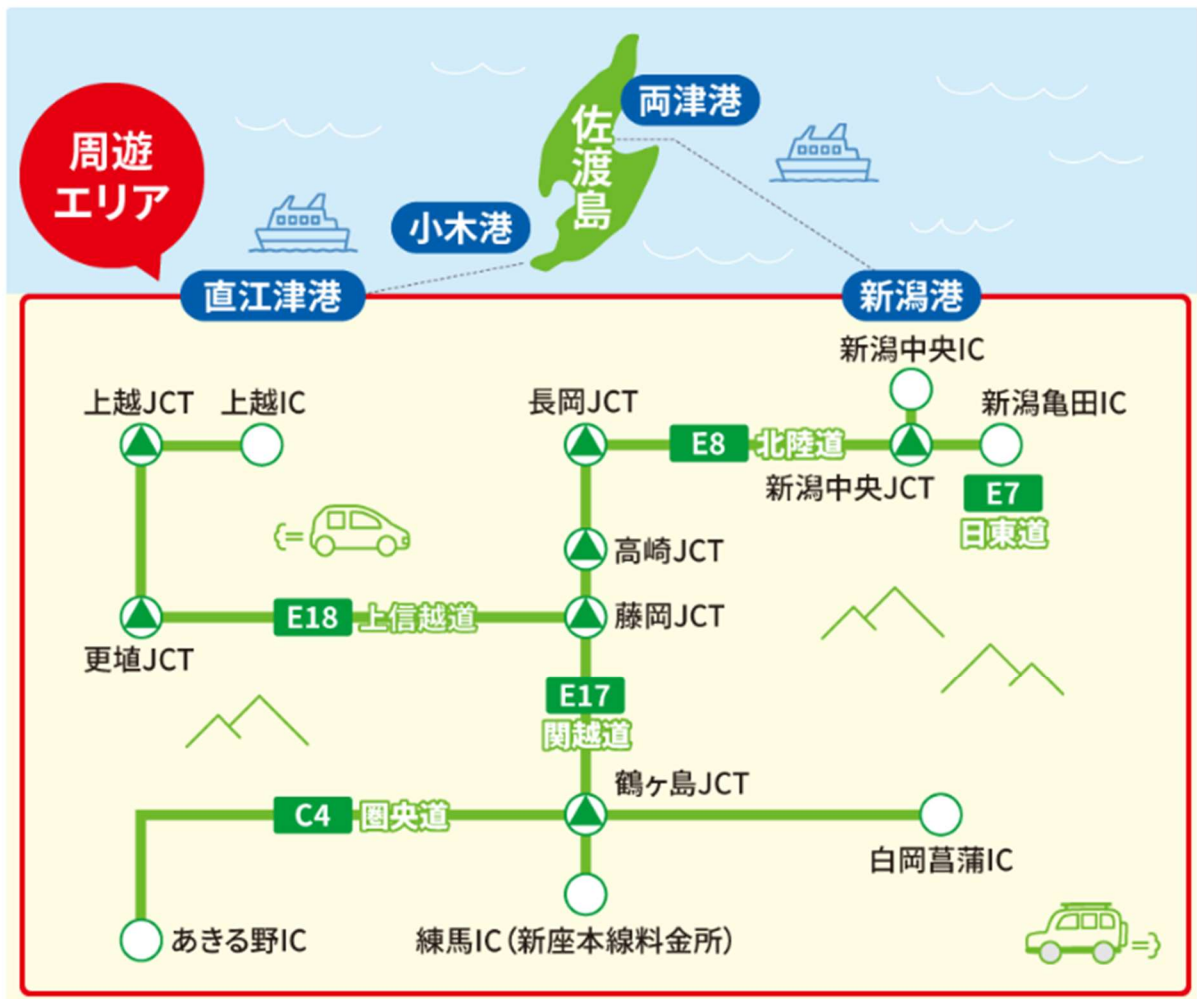 周遊
エリア
佐渡島
両津港
小木港
直江津港
新潟港
新潟中央IC
上越JCT
上越IC
長岡JCT
新潟亀田IC
E8 北陸道
新潟中央JCT
E7
日東道
高崎JCT
E18 上信越道
藤岡JCT
更埴JCT
E17
関越道
鶴ヶ島JCT
C4 圏央道
白岡菖蒲IC
あきる野IC
練馬IC（新座本線料金所）